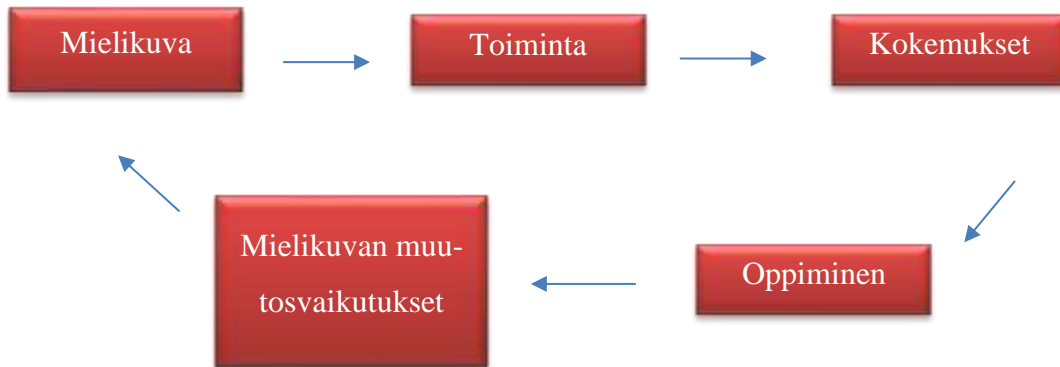 Mielikuva
Toiminta
Kokemukset
Mielikuvan muu-
tosvaikutukset
Oppiminen